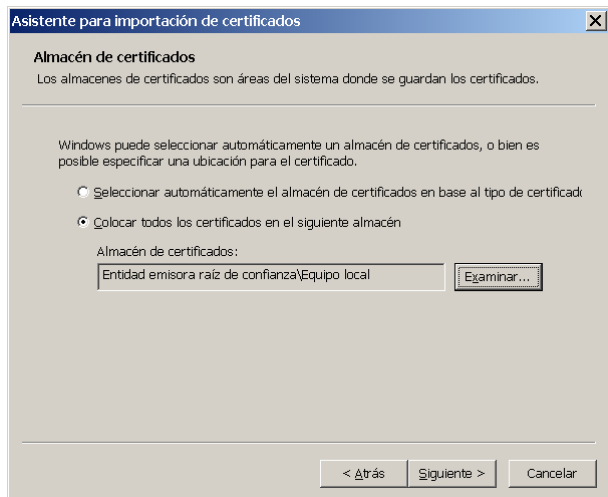 Asistente para importación de certificados
Almacén de certificados
Los almacenes de certificados son áreas del sistema donde se guardan los certificados.
Windows puede seleccionar automáticamente un almacén de certificados, o bien es
posible especificar una ubicación para el certificado.
Seleccionar automáticamente el almacén de certificados en base al tipo de certificado
Colocar todos los certificados en el siguiente almacén
Almacén de certificados:
Entidad emisora raíz de confianza\Equipo local
Examinar...
< Atrás
Siguiente >
Cancelar